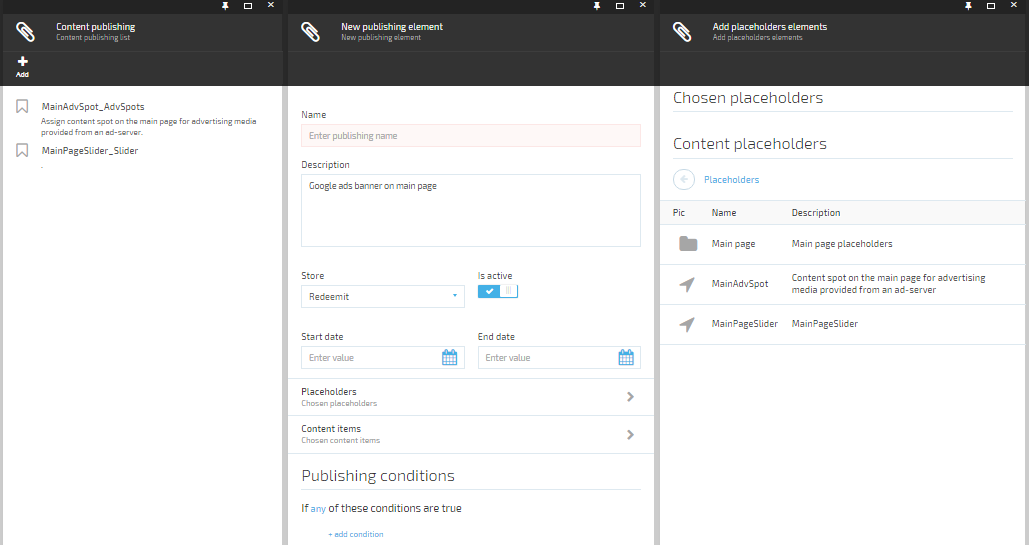 Content publishing
Content publishing list
Add
MainAdvSpot_AdvSpots
Assign content spot on the main page for advertising media
provided from an ad-server.
MainPageSlider_Slider
.
New publishing element
New publishing element
Name
Enter publishing name
Description
Google ads banner on main page
Store
Is active
Redeemit
Start date
End date
Enter value
Enter value
Placeholders
Chosen placeholders
Content items
Chosen content items
Publishing conditions
If any of these conditions are true
+ add condition
Add placeholders elements
Add placeholders elements
Chosen placeholders
Content placeholders
Placeholders
Pic Name Description
Main page Main page placeholders
MainAdvSpot Content spot on the main page for advertising
media provided from an ad-server
MainPageSlider MainPageSlider